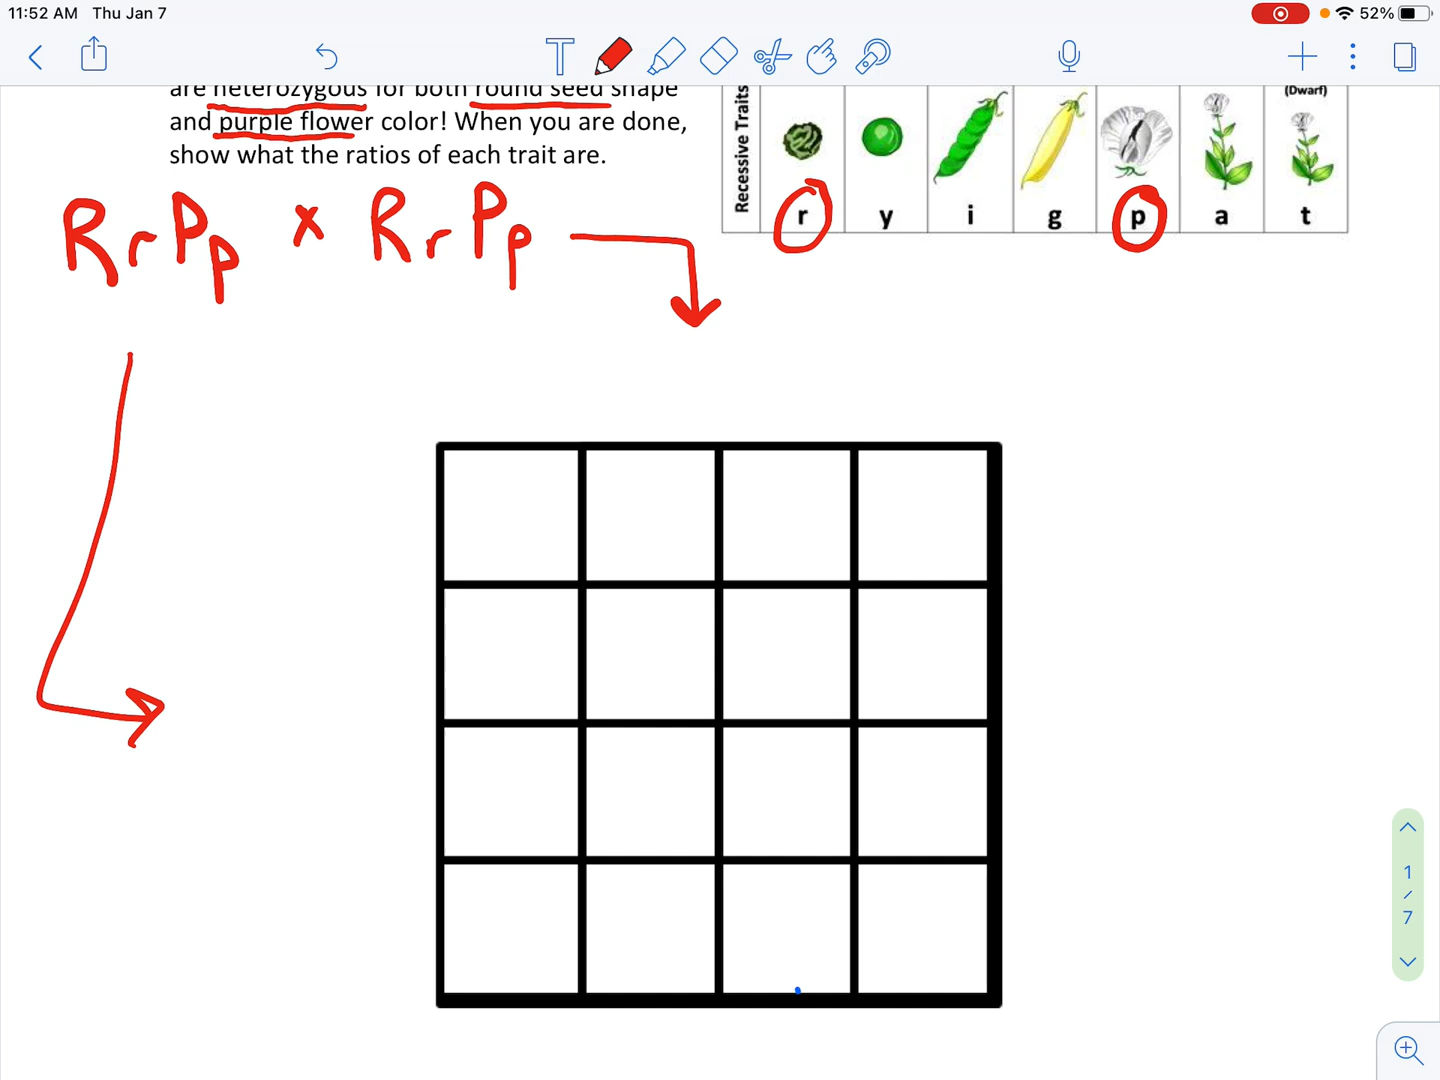 11:52 AM Thu Jan 7
52%
are heterozygous for both round seed shape
and purple flower color! When you are done,
show what the ratios of each trait are.
Recessive Traits
(Dwarf)
r y i g p a t
RrPp x RrPp
1
/
7